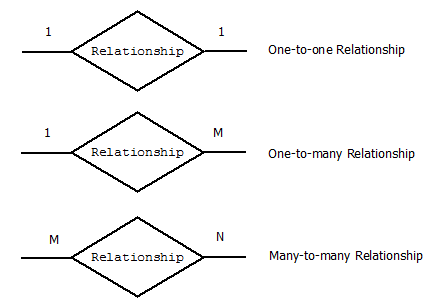 1 1
Relationship One-to-one Relationship
1 M
Relationship One-to-many Relationship
M N
Relationship Many-to-many Relationship